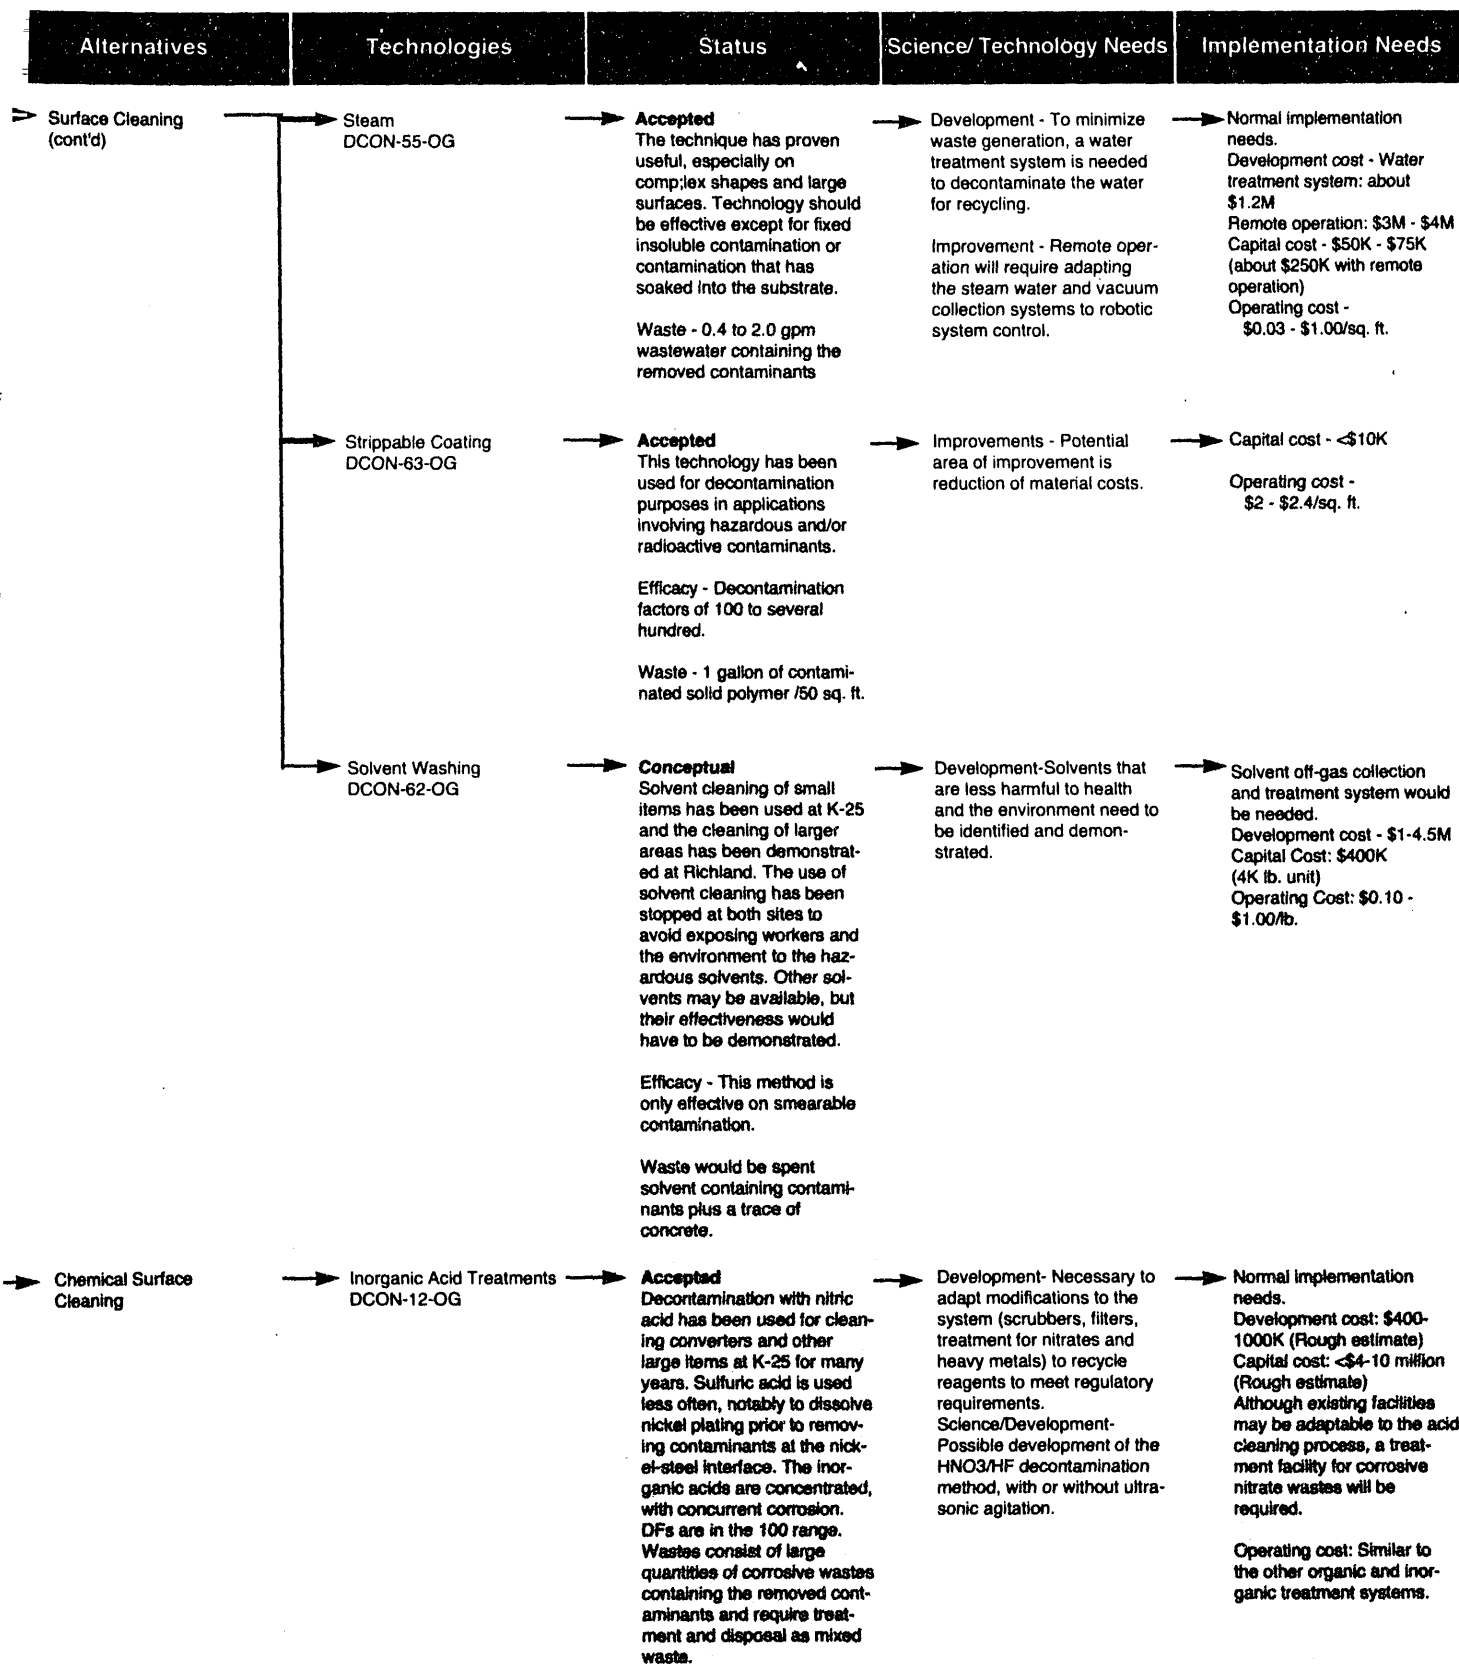 Alternatives
Technologies
Status
Science/ Technology Needs
Implementation Needs
Surface Cleaning
(cont'd)
Steam
DCON-55-OG
Accepted
The technique has proven
useful, especially on
comp;lex shapes and large
surfaces. Technology should
be effective except for fixed
insoluble contamination or
contamination that has
soaked into the substrate.
Waste - 0.4 to 2.0 gpm
wastewater containing the
removed contaminants
Development - To minimize
waste generation, a water
treatment system is needed
to decontaminate the water
for recycling.
Improvement - Remote oper-
ation will require adapting
the steam water and vacuum
collection systems to robotic
system control.
Normal implementation
needs.
Development cost - Water
treatment system: about
$1.2M
Remote operation: $3M - $4M
Capital cost - $50K - $75K
(about $250K with remote
operation)
Operating cost -
$0.03 - $1.00/sq. ft.
Strippable Coating
DCON-63-OG
Accepted
This technology has been
used for decontamination
purposes in applications
involving hazardous and/or
radioactive contaminants.
Efficacy - Decontamination
factors of 100 to several
hundred.
Waste - 1 gallon of contami-
nated solid polymer /50 sq. ft.
Improvements - Potential
area of improvement is
reduction of material costs.
Capital cost - <$10K
Operating cost -
$2 - $2.4/sq. ft.
Solvent Washing
DCON-62-OG
Conceptual
Solvent cleaning of small
items has been used at K-25
and the cleaning of larger
areas has been demonstrat-
ed at Richland. The use of
solvent cleaning has been
stopped at both sites to
avoid exposing workers and
the environment to the haz-
ardous solvents. Other sol-
vents may be available, but
their effectiveness would
have to be demonstrated.
Efficacy - This method is
only effective on smearable
contamination.
Waste would be spent
solvent containing contami-
nants plus a trace of
concrete.
Development-Solvents that
are less harmful to health
and the environment need to
be identified and demon-
strated.
Solvent off-gas collection
and treatment system would
be needed.
Development cost - $1-4.5M
Capital Cost: $400K
(4K lb. unit)
Operating Cost: $0.10 -
$1.00/lb.
Chemical Surface
Cleaning
Inorganic Acid Treatments
DCON-12-OG
Accepted
Decontamination with nitric
acid has been used for clean-
ing converters and other
large items at K-25 for many
years. Sulfuric acid is used
less often, notably to dissolve
nickel plating prior to remov-
ing contaminants at the nick-
el-steel interface. The inor-
ganic acids are concentrated,
with concurrent corrosion.
DFs are in the 100 range.
Wastes consist of large
quantities of corrosive wastes
containing the removed cont-
aminants and require treat-
ment and disposal as mixed
waste.
Development- Necessary to
adapt modifications to the
system (scrubbers, filters,
treatment for nitrates and
heavy metals) to recycle
reagents to meet regulatory
requirements.
Science/Development-
Possible development of the
HNO3/HF decontamination
method, with or without ultra-
sonic agitation.
Normal implementation
needs.
Development cost: $400-
1000K (Rough estimate)
Capital cost: <$4-10 million
(Rough estimate)
Although existing facilities
may be adaptable to the acid
cleaning process, a treat-
ment facility for corrosive
nitrate wastes will be
required.
Operating cost: Similar to
the other organic and inor-
ganic treatment systems.